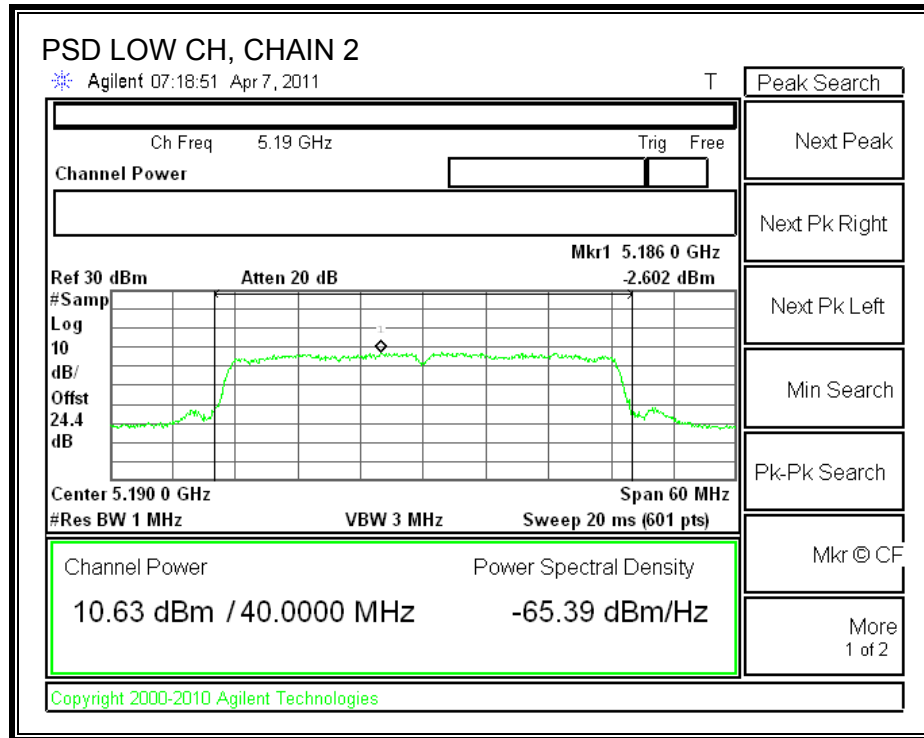 PSD LOW CH, CHAIN 2
Agilent 07:18:51 Apr 7, 2011 T
Peak Search
Ch Freq 5.19 GHz Trig Free
Channel Power
Mkr1 5.186 0 GHz
Ref 30 dBm Atten 20 dB -2.602 dBm
#Samp
Log
10
dB/
Offst
24.4
dB
1
Center 5.190 0 GHz Span 60 MHz
#Res BW 1 MHz VBW 3 MHz Sweep 20 ms (601 pts)
Channel Power Power Spectral Density
10.63 dBm / 40.0000 MHz -65.39 dBm/Hz
Copyright 2000-2010 Agilent Technologies
Next Peak
Next Pk Right
Next Pk Left
Min Search
Pk-Pk Search
Mkr © CF
More
1 of 2